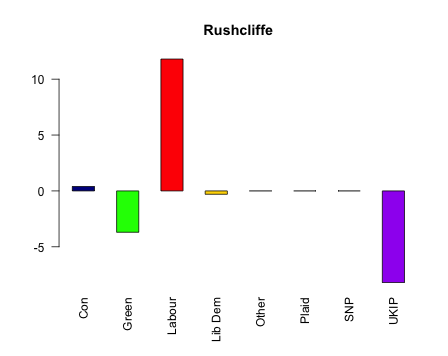 Rushcliffe
10
5
0
-5
Con
Green
Labour
Lib Dem
Other
Plaid
SNP
UKIP